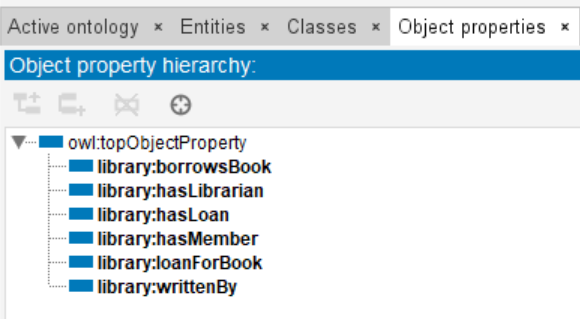 Active ontology × Entities × Classes × Object properties ×
Object property hierarchy:
owl:topObjectProperty
library:borrowsBook
library:hasLibrarian
library:hasLoan
library:hasMember
library:loanForBook
library:writtenBy